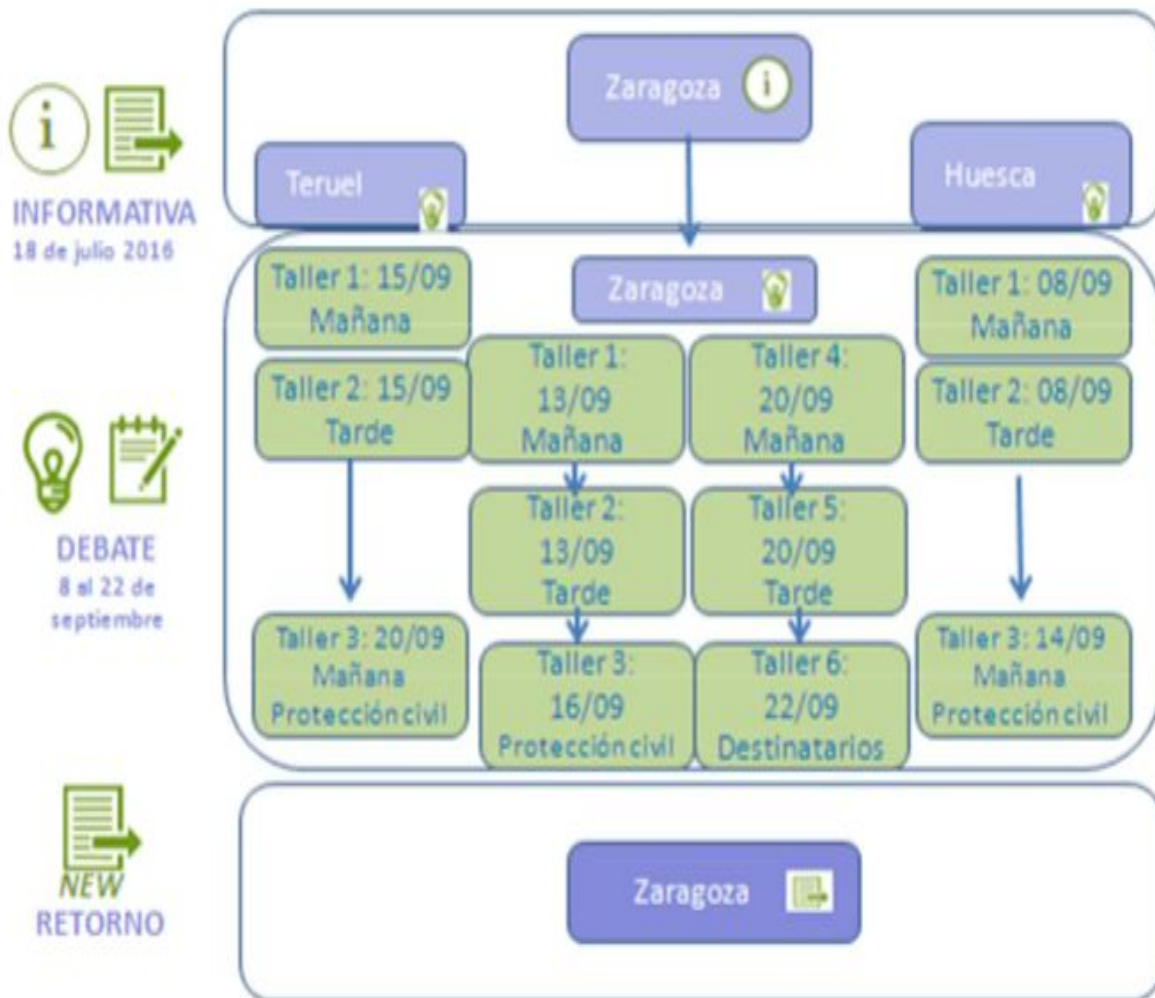 Zaragoza
i
i
INFORMATIVA
18 de julio 2016
Teruel
Huesca
Zaragoza
Taller 1: 15/09
Mañana
Taller 2: 15/09
Tarde
Taller 3: 20/09
Mañana
Protección civil
Taller 1:
13/09
Mañana
Taller 2:
13/09
Tarde
Taller 3:
16/09
Protección civil
Taller 4:
20/09
Mañana
Taller 5:
20/09
Tarde
Taller 6:
22/09
Destinatarios
Taller 1: 08/09
Mañana
Taller 2: 08/09
Tarde
Taller 3: 14/09
Mañana
Protección civil
DEBATE
8 al 22 de
septiembre
NEW
RETORNO
Zaragoza